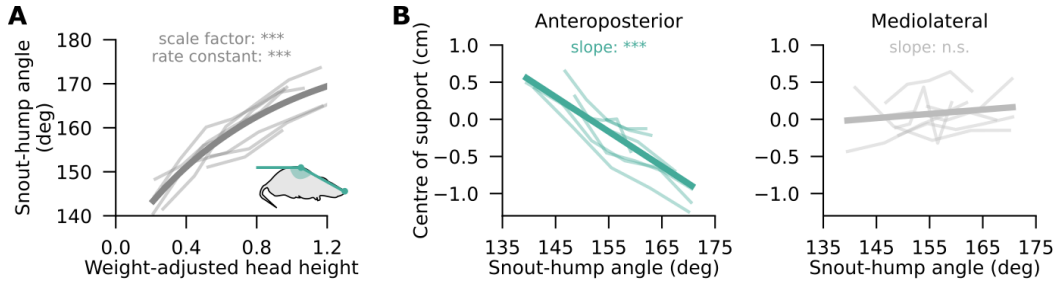 A
Snout-hump angle
(deg)
180
170
160
150
140
scale factor: ***
rate constant: ***
0.0 0.4 0.8 1.2
Weight-adjusted head height
B
Centre of support (cm)
Anteroposterior
slope: ***
1.0
0.5
0.0
−0.5
−1.0
135 145 155 165 175
Snout-hump angle (deg)
Mediolateral
slope: n.s.
1.0
0.5
0.0
−0.5
−1.0
135 145 155 165 175
Snout-hump angle (deg)